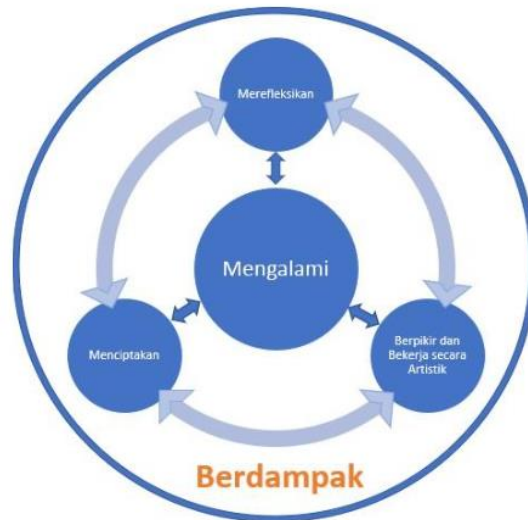 Merefleksikan
Mengalami
Menciptakan
Berpikir dan
Bekerja secara
Artistik
Berdampak